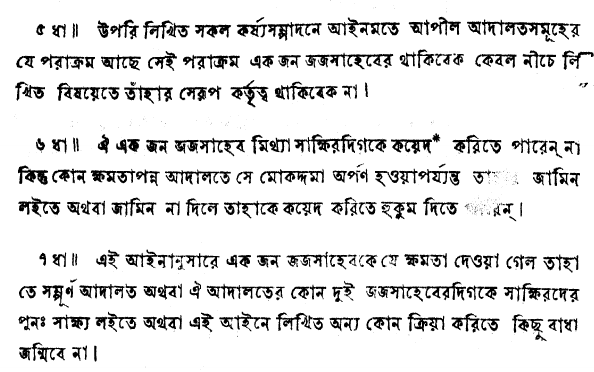 ৫ ধা॥ উপরি লিখিত সকল কর্য্যসম্পাদনে আইনমতে আপীল আদালতসমূহের
যে পরাক্রম আছে সেই পরাক্রম এক জন জজসাহেবের থাকিবেক কেবল নীচে লি
খিত বিষয়েতে তাঁহার সেরূপ কর্ত্তৃত্ব থাকিবেক না।
৬ ধা॥ ঐ এক জন জজসাহেব মিথ্যা সাক্ষিরদিগকে কয়েদ* করিতে পারেন্ না
কিন্তু কোন ক্ষমতাপন্ন আদালতে সে মোকদ্দমা অর্পণ হওয়াপর্য্যন্ত জামিন
লইতে অথবা জামিন না দিলে তাহাকে কয়েদ করিতে হুকুম দিতে
৭ ধা॥ এই আইনানুসারে এক জন জজসাহেবকে যে ক্ষমতা দেওয়া গেল তাহা
তে সম্পূর্ণ আদালত অথবা ঐ আদালতের কোন দুই জজসাহেবেরদিগকে সাক্ষিরদের
পুনঃ সাক্ষ্য লইতে অথবা এই আইনে লিখিত অন্য কোন ক্রিয়া করিতে কিছু বাধা
জন্মিবে না।